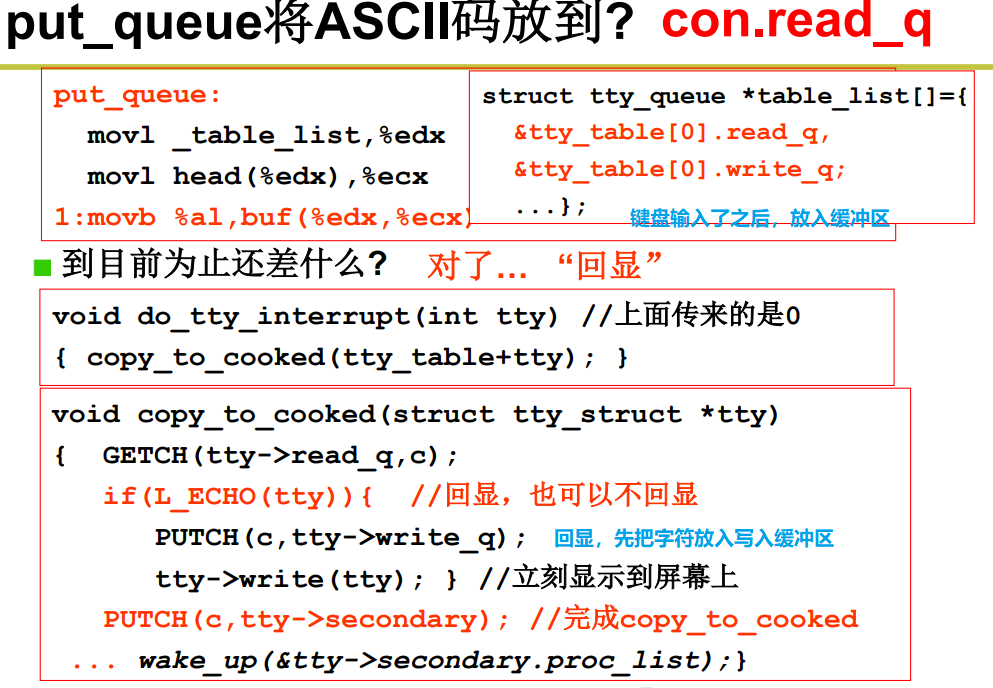 put_queue将ASCII码放到? con.read_q
put_queue:
movl _table_list,%edx
movl head(%edx),%ecx
1:movb %al,buf(%edx,%ecx)
struct tty_queue *table_list[]={
&tty_table[0].read_q,
&tty_table[0].write_q;
...};
键盘输入了之后，放入缓冲区
到目前为止还差什么? 对了… “回显”
void do_tty_interrupt(int tty) //上面传来的是0
{ copy_to_cooked(tty_table+tty); }
void copy_to_cooked(struct tty_struct *tty)
{ GETCH(tty->read_q,c);
if(L_ECHO(tty)){ //回显，也可以不回显
PUTCH(c,tty->write_q); 回显，先把字符放入写入缓冲区
tty->write(tty); } //立刻显示到屏幕上
PUTCH(c,tty->secondary); //完成copy_to_cooked
... wake_up(&tty->secondary.proc_list);}